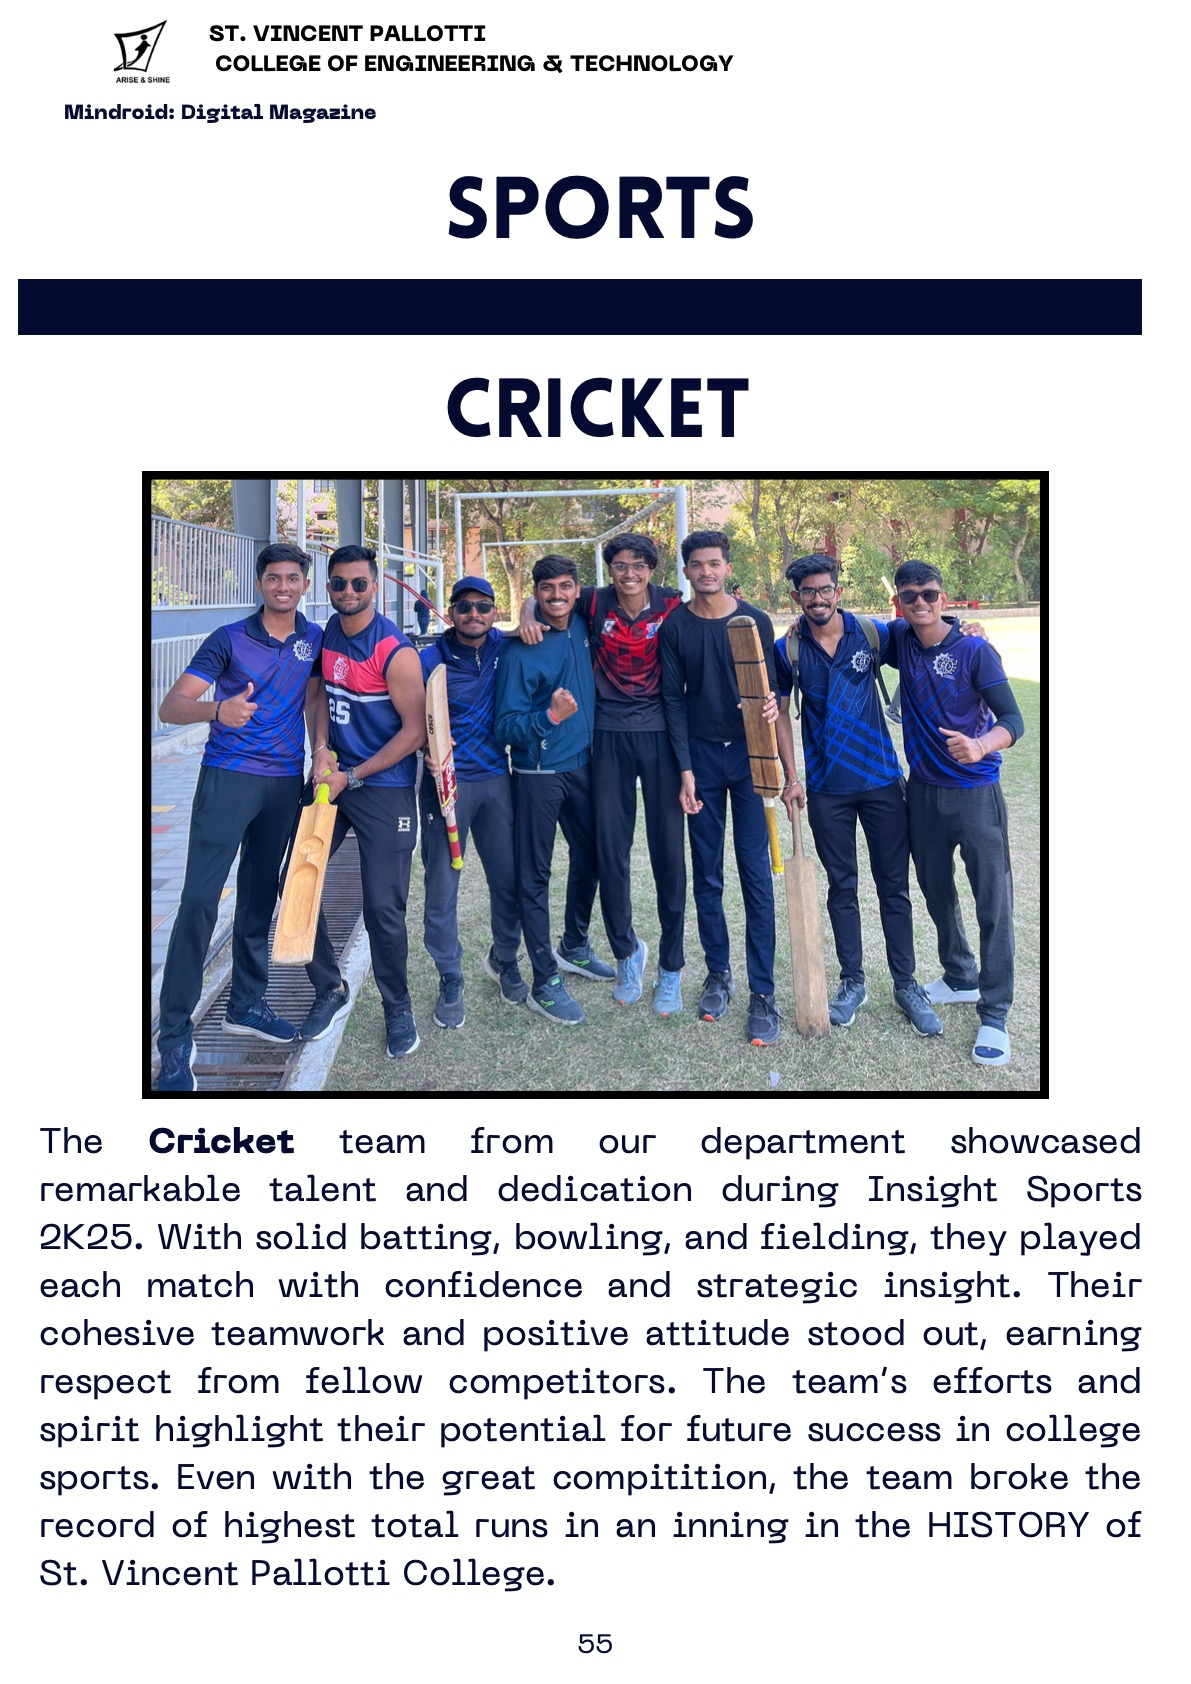 ST. VINCENT PALLOTTI
COLLEGE OF ENGINEERING & TECHNOLOGY
ARISE & SHINE
Mindroid: Digital Magazine
SPORTS
CRICKET
25
COSCO
The Cricket team from our department showcased
remarkable talent and dedication during Insight Sports
2K25. With solid batting, bowling, and fielding, they played
each match with confidence and strategic insight. Their
cohesive teamwork and positive attitude stood out, earning
respect from fellow competitors. The team’s efforts and
spirit highlight their potential for future success in college
sports. Even with the great compitition, the team broke the
record of highest total runs in an inning in the HISTORY of
St. Vincent Pallotti College.
55